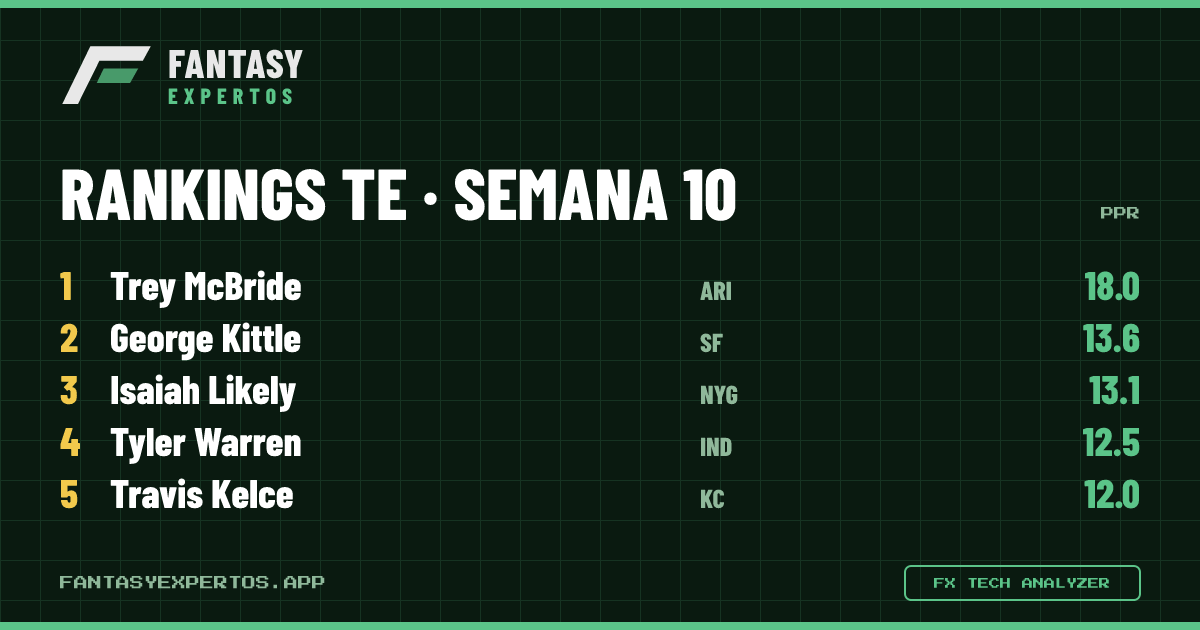 FANTASY
EXPERTOS
RANKINGS TE · SEMANA 10
PPR
1 Trey McBride ARI 18.0
2 George Kittle SF 13.6
3 Isaiah Likely NYG 13.1
4 Tyler Warren IND 12.5
5 Travis Kelce KC 12.0
FANTASYEXPERTOS.APP
FX TECH ANALYZER